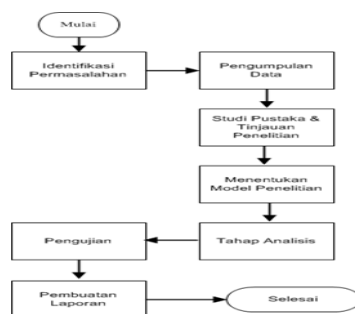 Mulai
Identifikasi
Permasalahan
Pengumpulan
Data
Studi Pustaka &
Tinjauan
Penelitian
Menentukan
Model Penelitian
Tahap Analisis
Pengujian
Pembuatan
Laporan
Selesai